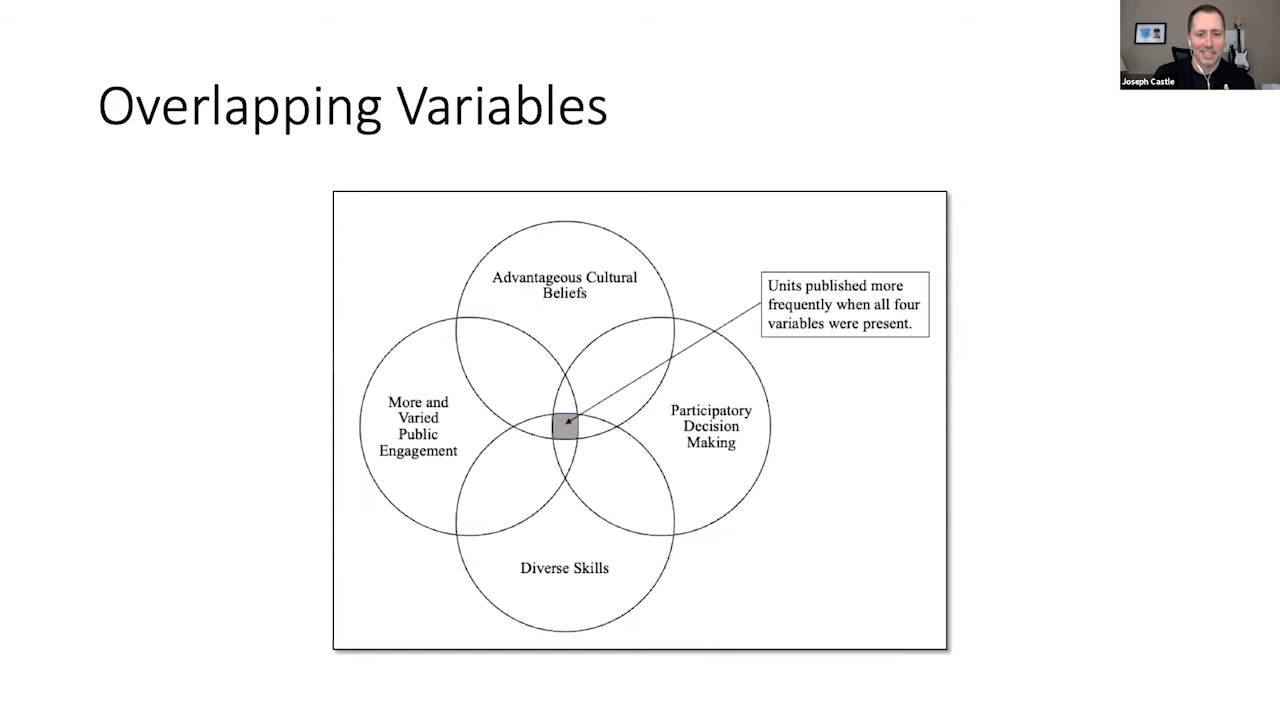 Joseph Castle
Overlapping Variables
Advantageous Cultural
Beliefs
Units published more
frequently when all four
variables were present.
More and
Varied
Public
Engagement
Participatory
Decision
Making
Diverse Skills